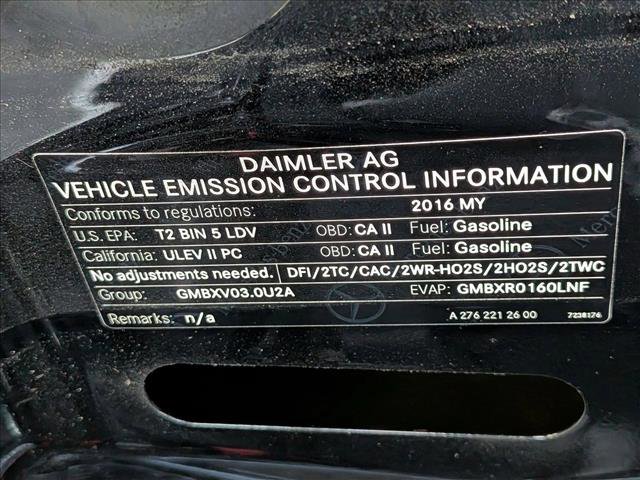 DAIMLER AG
VEHICLE EMISSION CONTROL INFORMATION
Conforms to regulations: 2016 MY
U.S. EPA: T2 BIN 5 LDV OBD: CA II Fuel: Gasoline
California: ULEV II PC OBD: CA II Fuel: Gasoline
No adjustments needed. DFI/2TC/CAC/2WR-HO2S/2HO2S/2TWC
Group: GMBXV03.0U2A EVAP: GMBXR0160LNF
Remarks: n/a A 276 221 26 00 7238176